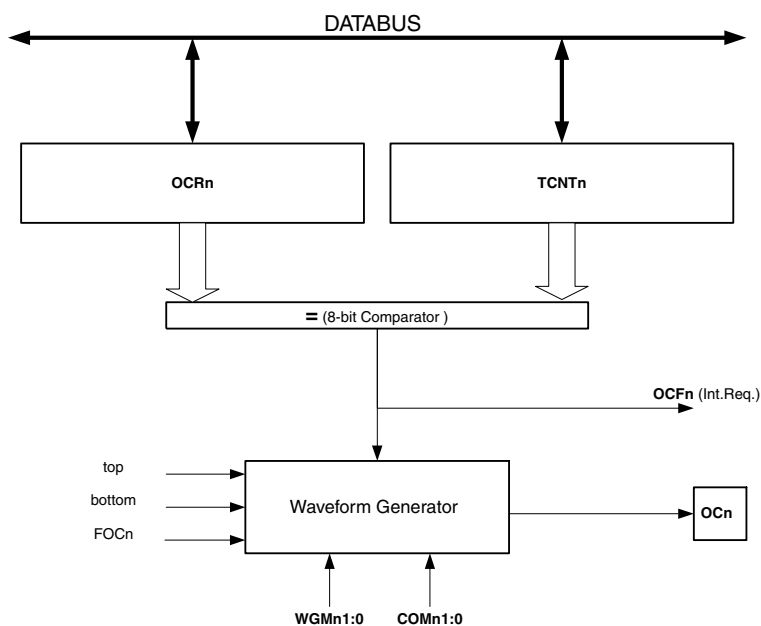 DATABUS
OCRn
TCNTn
= (8-bit Comparator )
OCFn (Int.Req.)
top
bottom
FOCn
Waveform Generator
OCn
WGMn1:0
COMn1:0